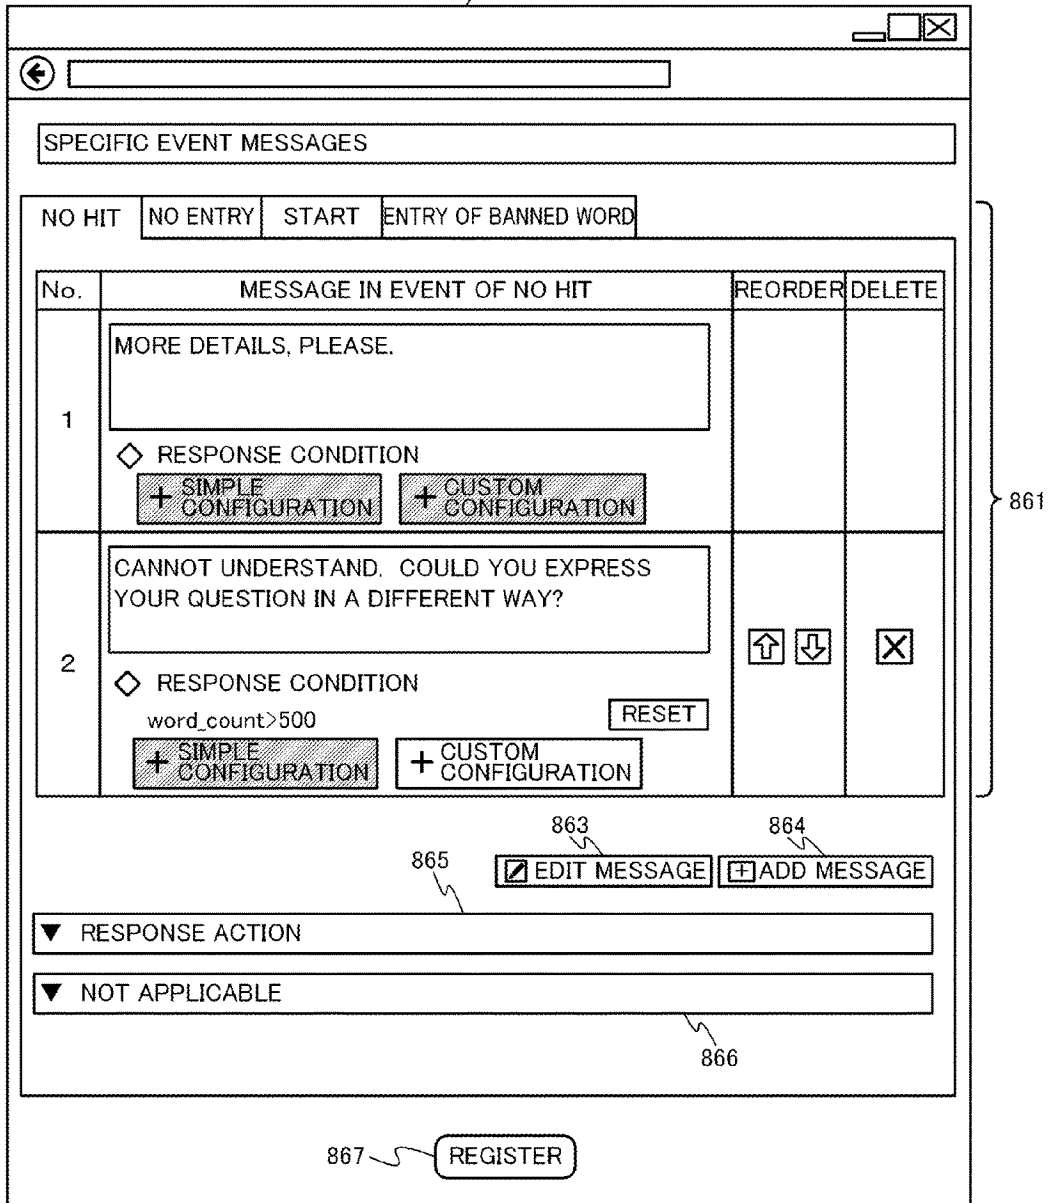 SPECIFIC EVENT MESSAGES
NO HIT NO ENTRY START ENTRY OF BANNED WORD
No. MESSAGE IN EVENT OF NO HIT REORDER DELETE
MORE DETAILS, PLEASE.
1
RESPONSE CONDITION
+ SIMPLE CONFIGURATION + CUSTOM CONFIGURATION
861
CANNOT UNDERSTAND. COULD YOU EXPRESS
YOUR QUESTION IN A DIFFERENT WAY?
2
RESPONSE CONDITION
word_count>500 RESET
+ SIMPLE CONFIGURATION + CUSTOM CONFIGURATION
863 864
865
EDIT MESSAGE ADD MESSAGE
▼ RESPONSE ACTION
▼ NOT APPLICABLE
866
867 REGISTER